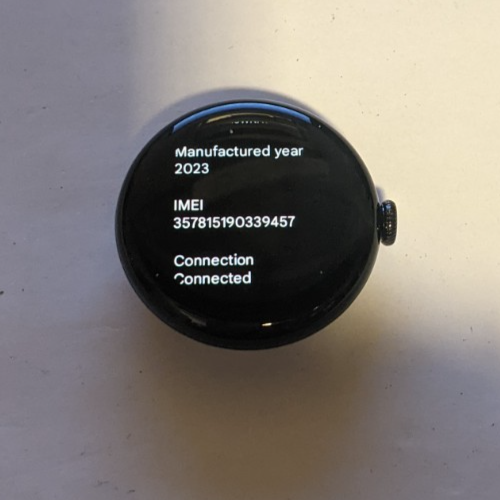 Manufactured year
2023
IMEI
357815190339457
Connection
Connected